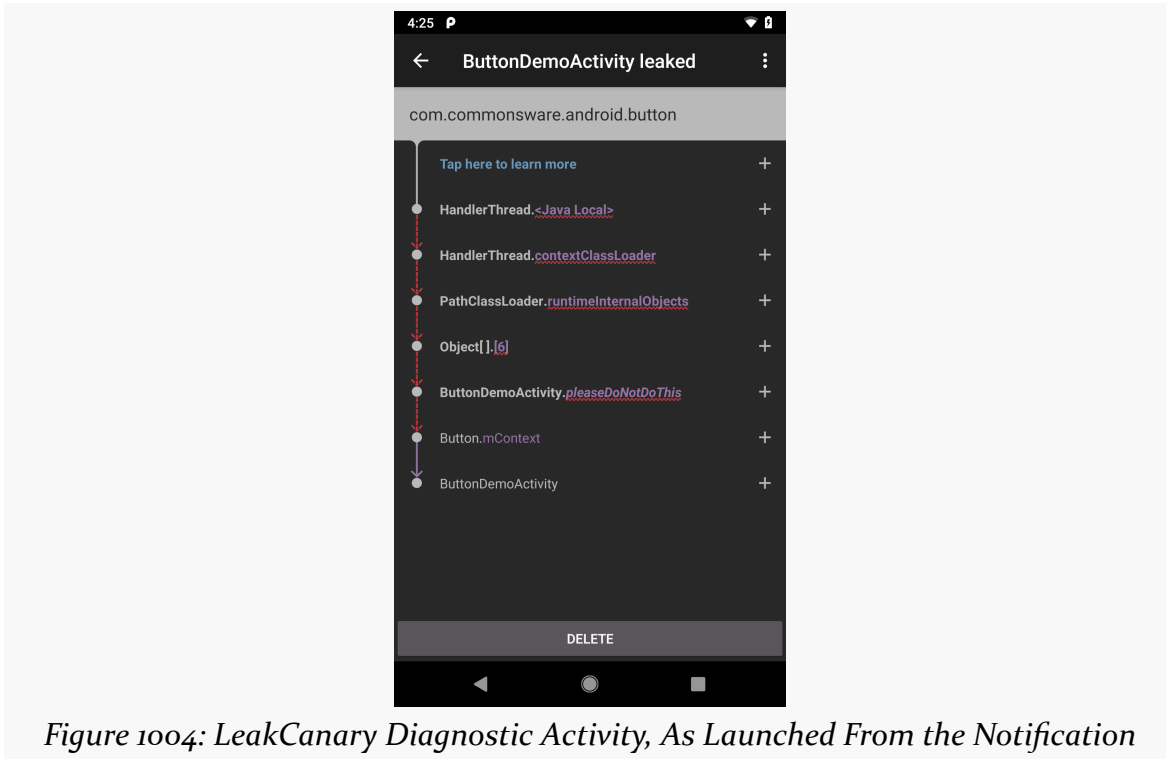 4:25
ButtonDemoActivity leaked
com.commonsware.android.button
Tap here to learn more +
HandlerThread.<Java Local> +
HandlerThread.contextClassLoader +
PathClassLoader.runtimeInternalObjects +
Object[].[6] +
ButtonDemoActivity.pleaseDoNotDoThis +
Button.mContext +
ButtonDemoActivity +
DELETE
Figure 1004: LeakCanary Diagnostic Activity, As Launched From the Notification